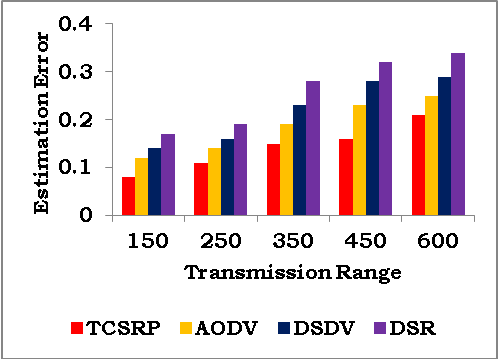 0.4
0.3
0.2
0.1
0
Estimation Error
150 250 350 450 600
Transmission Range
TCSRP AODV DSDV DSR